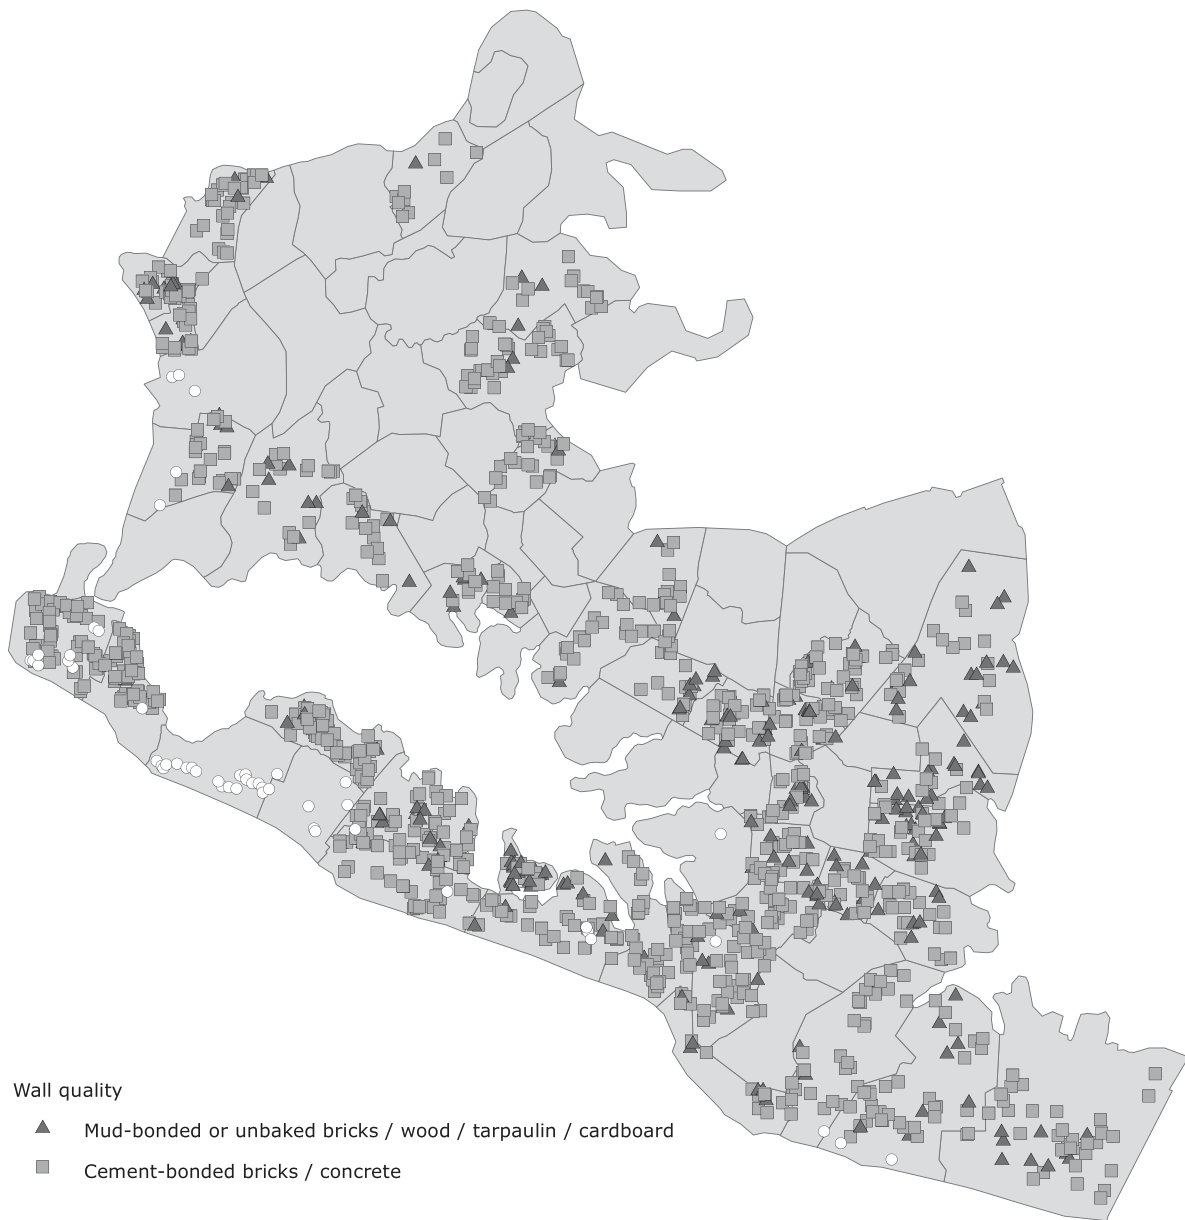 Wall quality
Mud-bonded or unbaked bricks / wood / tarpaulin / cardboard
Cement-bonded bricks / concrete